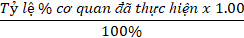 Tỷ lệ % cơ quan đã thực hiện x 1.00
100%